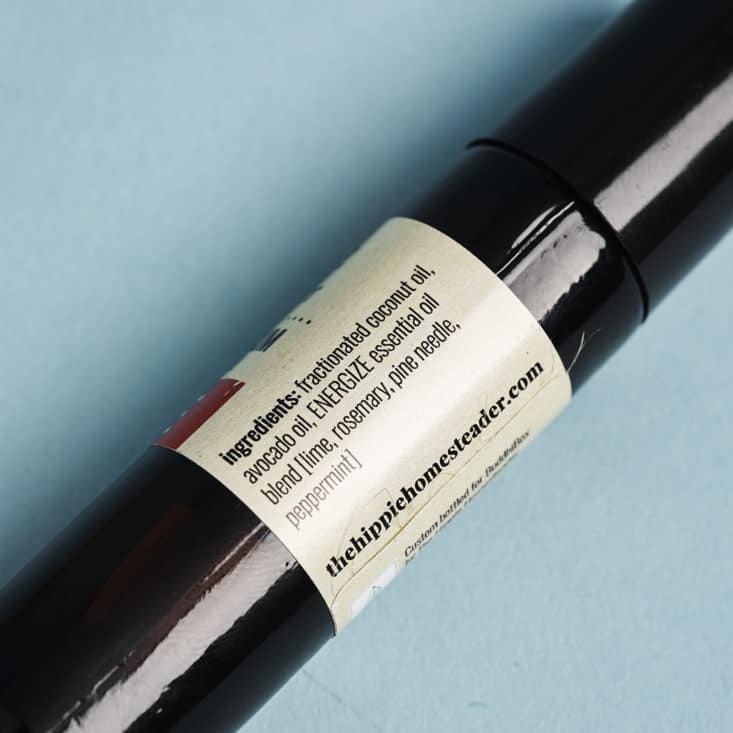 ingredients: fractionated coconut oil,
avocado oil, ENERGIZE essential oil
blend [lime, rosemary, pine needle,
peppermint]
thehippiehomesteader.com
Custom bottled for BuddhiBox